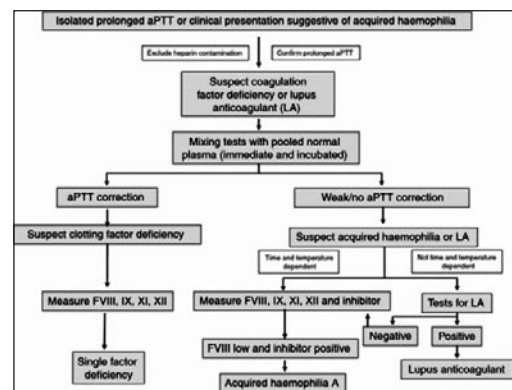 Isolated prolonged aPTT or clinical presentation suggestive of acquired haemophilia
Exclude heparin contamination
Confirm prolonged aPTT
Suspect coagulation
factor deficiency or lupus
anticoagulant (LA)
Mixing tests with pooled normal
plasma (immediate and incubated)
aPTT correction
Weak/no aPTT correction
Suspect clotting factor deficiency
Suspect acquired haemophilia or LA
Time and temperature
dependent
Not time and temperature
dependent
Measure FVIII, IX, XI, XII
Measure FVIII, IX, XI, XII and inhibitor
Tests for LA
Negative
Positive
Single factor
deficiency
FVIII low and inhibitor positive
Lupus anticoagulant
Acquired haemophilia A